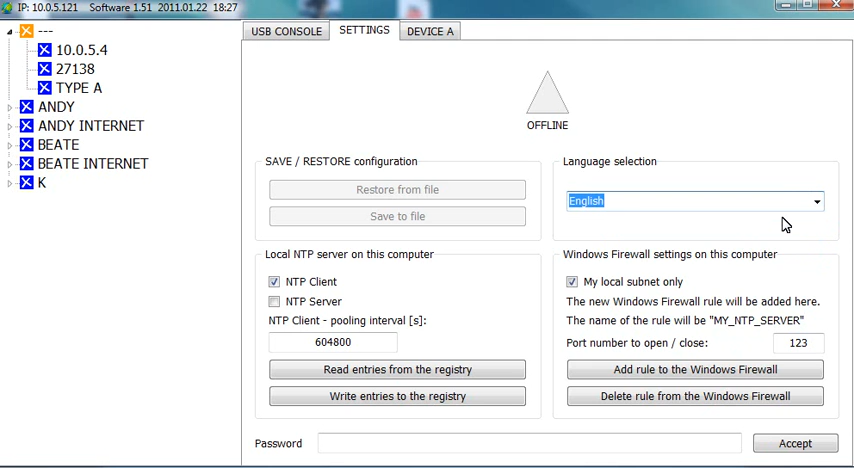 IP: 10.0.5.121 Software 1.51 2011.01.22 18:27
---
10.0.5.4
27138
TYPE A
ANDY
ANDY INTERNET
BEATE
BEATE INTERNET
K
USB CONSOLE
SETTINGS
DEVICE A
OFFLINE
SAVE / RESTORE configuration
Restore from file
Save to file
Language selection
English
Local NTP server on this computer
NTP Client
NTP Server
NTP Client - pooling interval [s]:
604800
Read entries from the registry
Write entries to the registry
Windows Firewall settings on this computer
My local subnet only
The new Windows Firewall rule will be added here.
The name of the rule will be "MY_NTP_SERVER"
Port number to open / close:
123
Add rule to the Windows Firewall
Delete rule from the Windows Firewall
Password
Accept